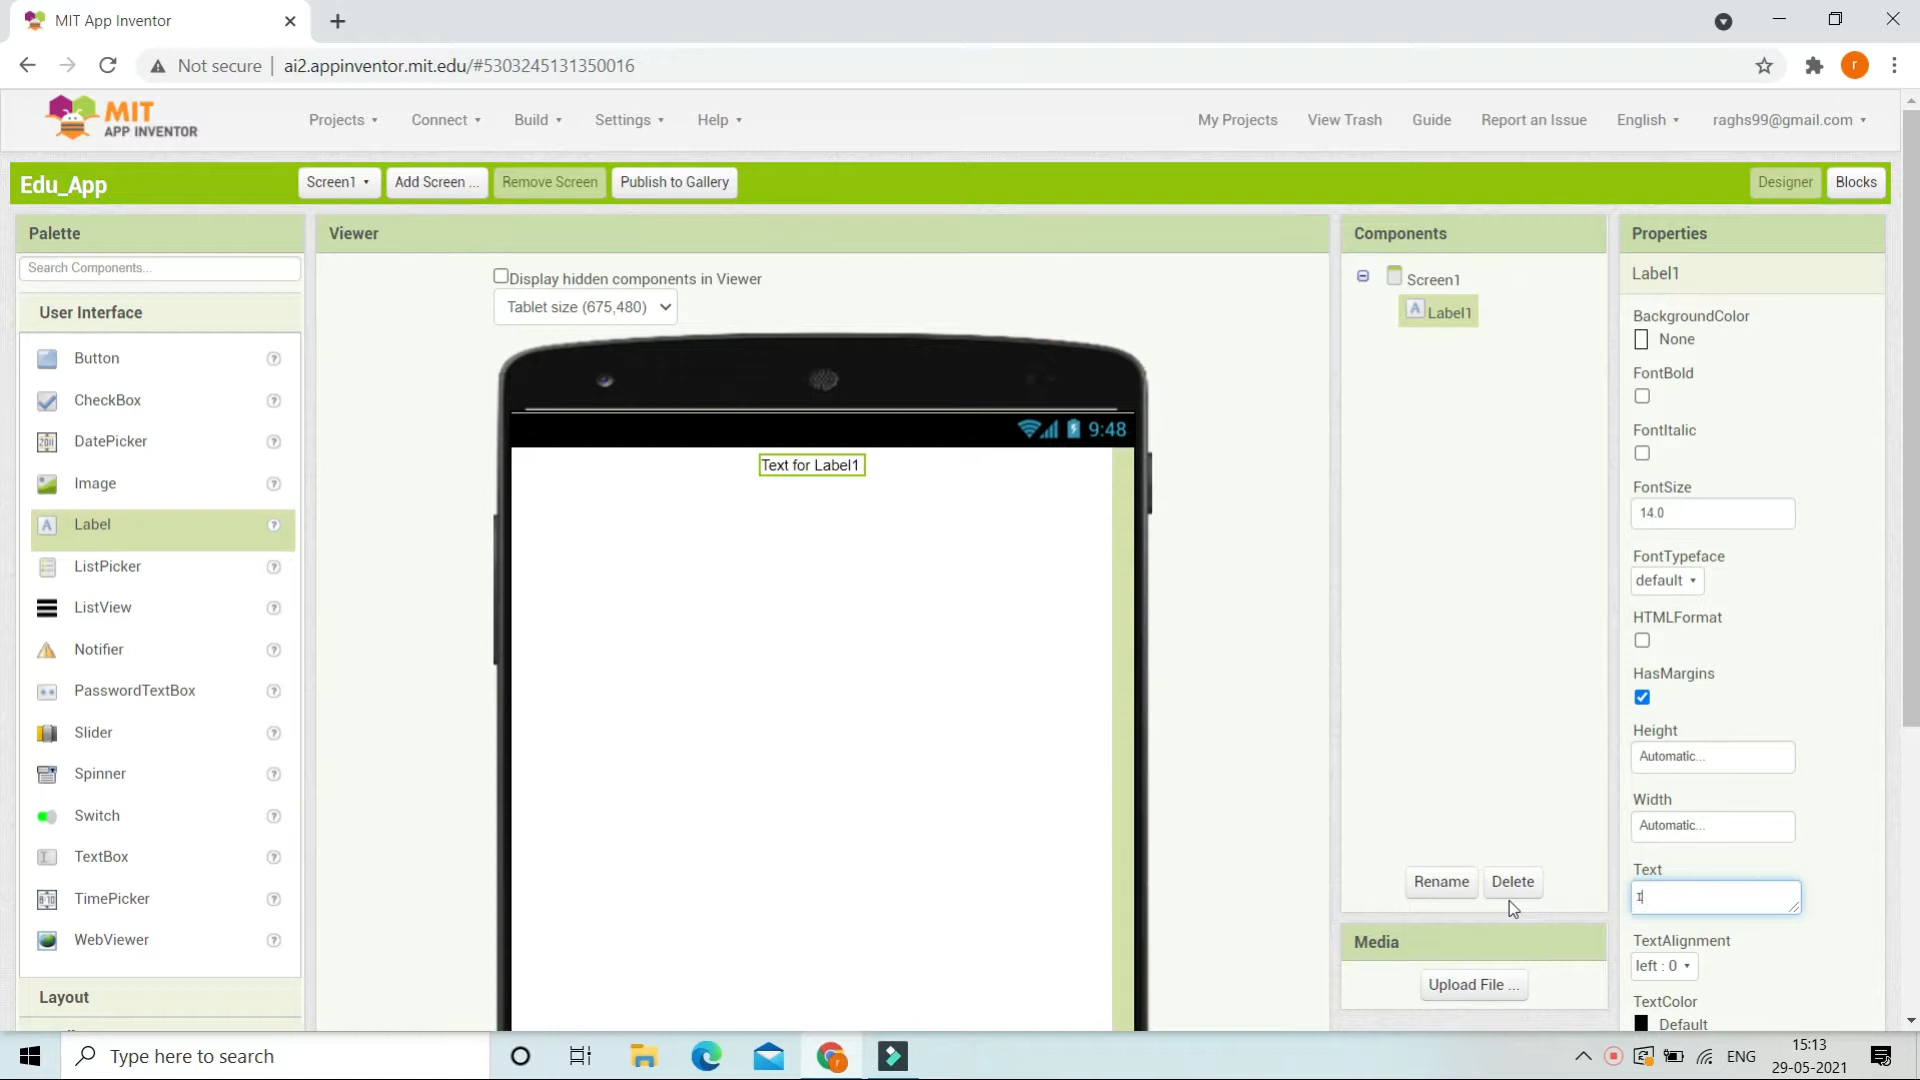 MIT App Inventor
Not secure | ai2.appinventor.mit.edu/#5303245131350016
r
MIT
APP INVENTOR
Projects Connect Build Settings Help My Projects View Trash Guide Report an Issue English raghs99@gmail.com
Edu_App Screen1 Add Screen ... Remove Screen Publish to Gallery Designer Blocks
Palette
Search Components...
User Interface
Button ?
CheckBox ?
DatePicker ?
Image ?
Label ?
ListPicker ?
ListView ?
Notifier ?
PasswordTextBox ?
Slider ?
Spinner ?
Switch ?
TextBox ?
TimePicker ?
WebViewer ?
Layout
Viewer
Display hidden components in Viewer
Tablet size (675,480)
9:48
Text for Label1
Components
Screen1
A Label1
Rename Delete
Media
Upload File ...
Properties
Label1
BackgroundColor
None
FontBold
FontItalic
FontSize
14.0
FontTypeface
default
HTMLFormat
HasMargins
Height
Automatic...
Width
Automatic...
Text
TextAlignment
left : 0
TextColor
Default
Type here to search
ENG
15:13
29-05-2021